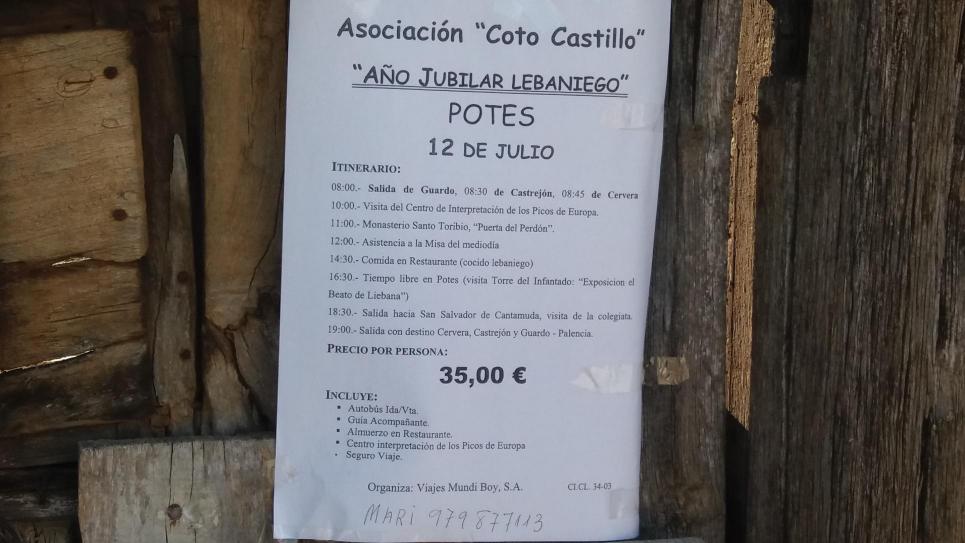 Asociación “Coto Castillo”
“AÑO JUBILAR LEBANIEGO”
POTES
12 DE JULIO
ITINERARIO:
08:00.- Salida de Guardo, 08:30 de Castrejón, 08:45 de Cervera
10:00.- Visita del Centro de Interpretación de los Picos de Europa.
11:00.- Monasterio Santo Toribio, “Puerta del Perdón”.
12:00.- Asistencia a la Misa del mediodía
14:30.- Comida en Restaurante (cocido lebaniego)
16:30.- Tiempo libre en Potes (visita Torre del Infantado: “Exposicion el
Beato de Liebana”)
18:30.- Salida hacia San Salvador de Cantamuda, visita de la colegiata.
19:00.- Salida con destino Cervera, Castrejón y Guardo - Palencia.
PRECIO POR PERSONA:
35,00 €
INCLUYE:
▪ Autobús Ida/Vta.
▪ Guía Acompañante.
▪ Almuerzo en Restaurante.
▪ Centro interpretación de los Picos de Europa
· Seguro Viaje.
Organiza: Viajes Mundi Boy, S.A. CI.CL. 34-03
MARI 979877113